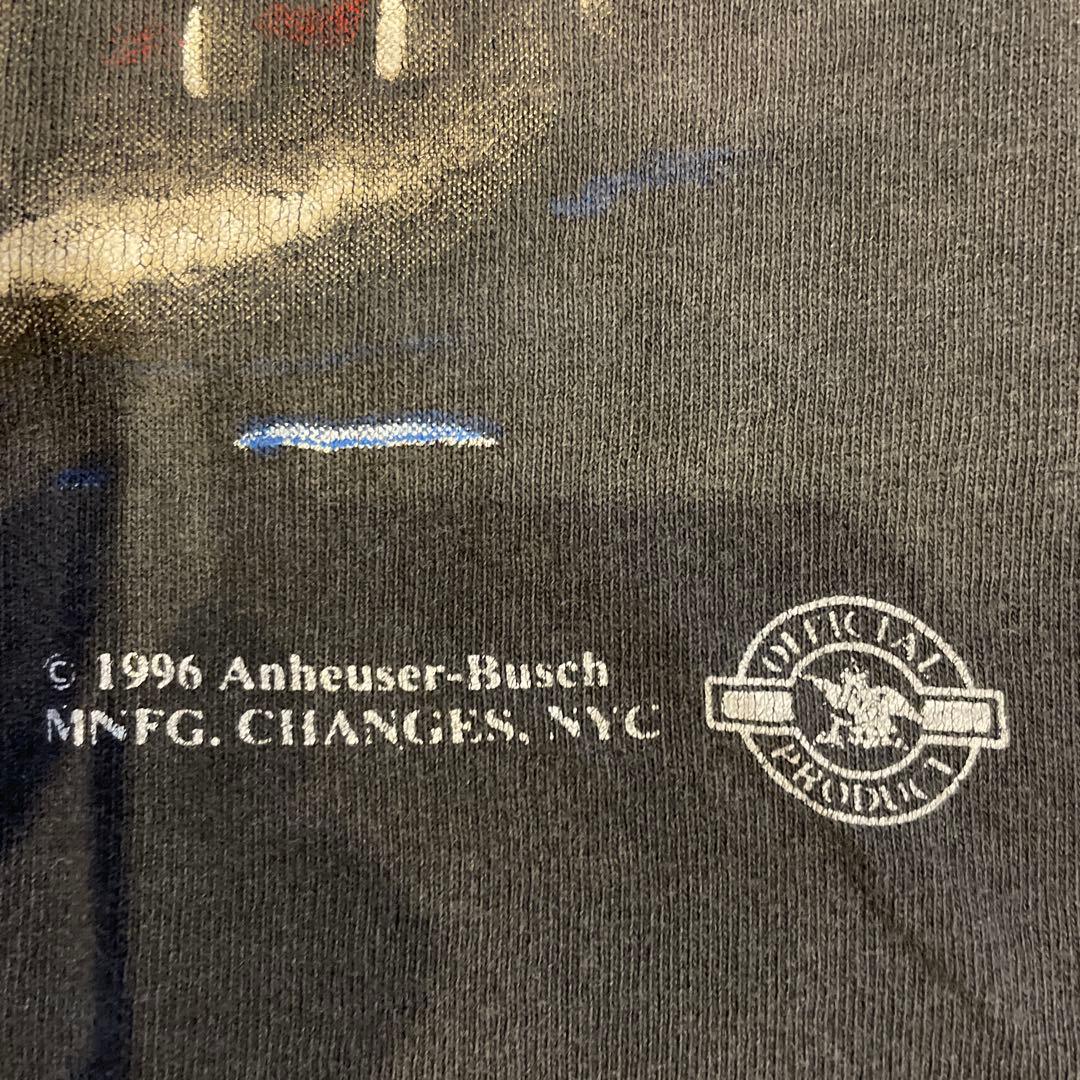 © 1996 Anheuser-Busch
MNFG. CHANGES, NYC
OFFICIAL
PRODUCT